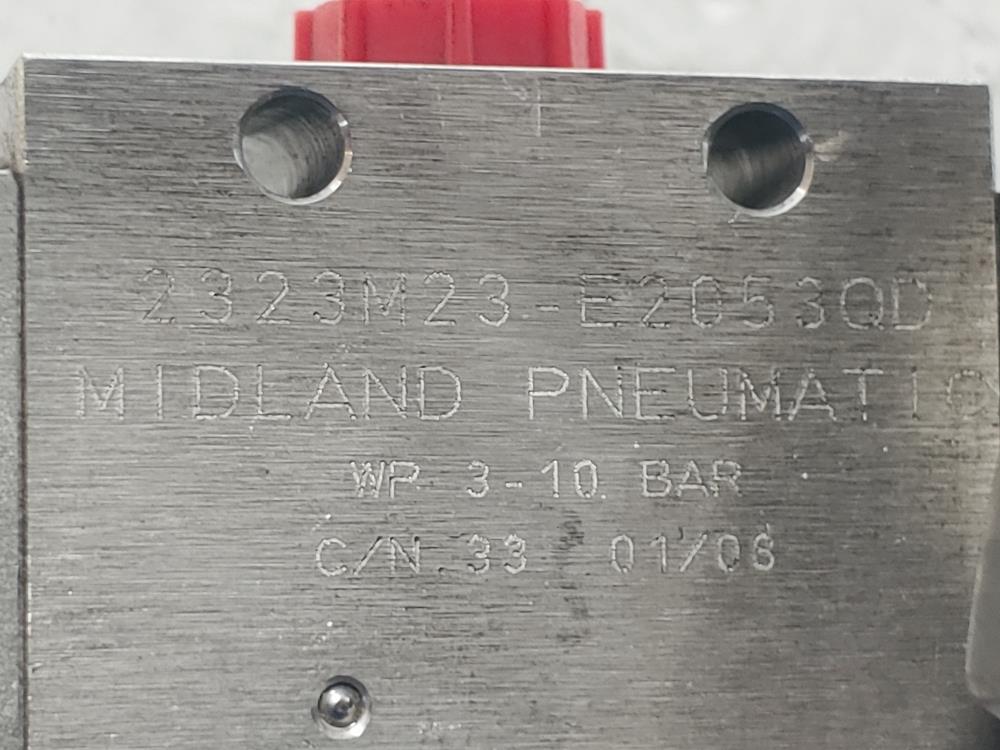 2323M23-E2053QD
MIDLAND PNEUMATIC
WP 3-10 BAR
C/N 33 01/06